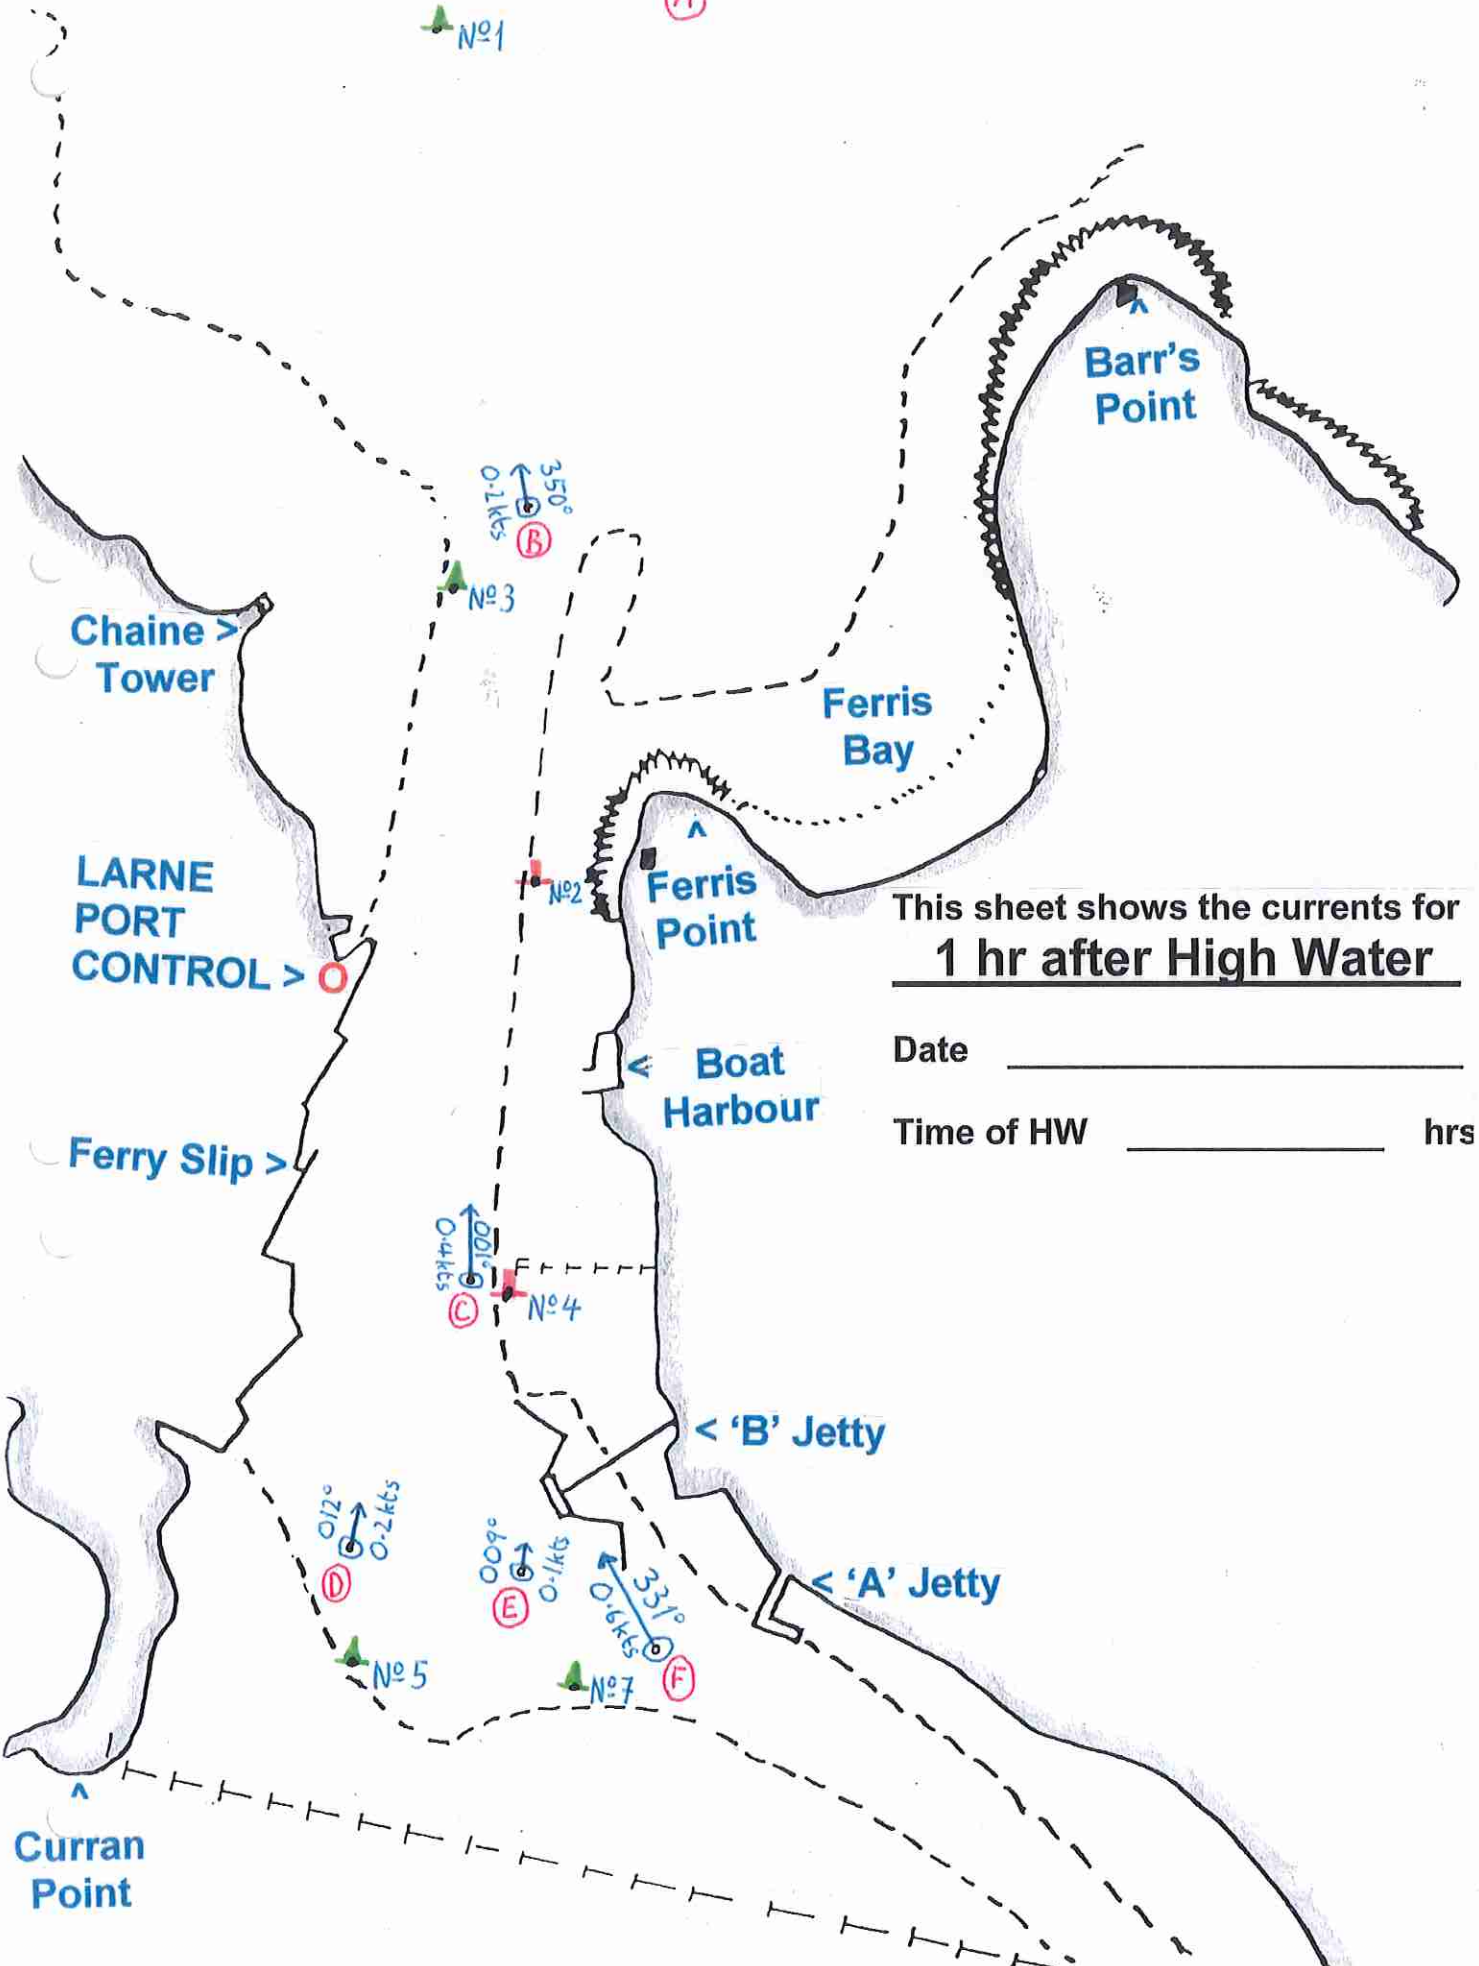 A
Nº1
Barr's
Point
350°
0.2kts
B
Nº3
Chaine >
Tower
Ferris
Bay
^
^
LARNE
PORT
CONTROL > O
Nº2
Ferris
Point
This sheet shows the currents for
1 hr after High Water
Date
< Boat
Harbour
Time of HW hrs
Ferry Slip >
001°
0.4kts
C
Nº4
< 'B' Jetty
012°
0.2kts
D
009°
0.1kts
E
331°
0.6kts
F
< 'A' Jetty
Nº5
Nº7
^
Curran
Point